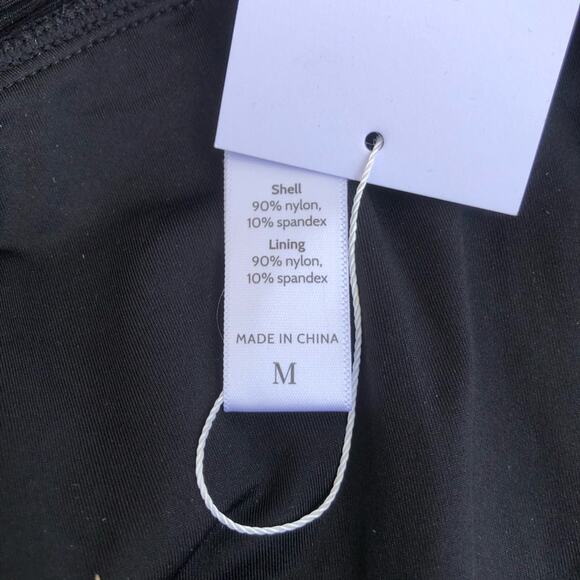 Shell
90% nylon,
10% spandex
Lining
90% nylon,
10% spandex
MADE IN CHINA
M